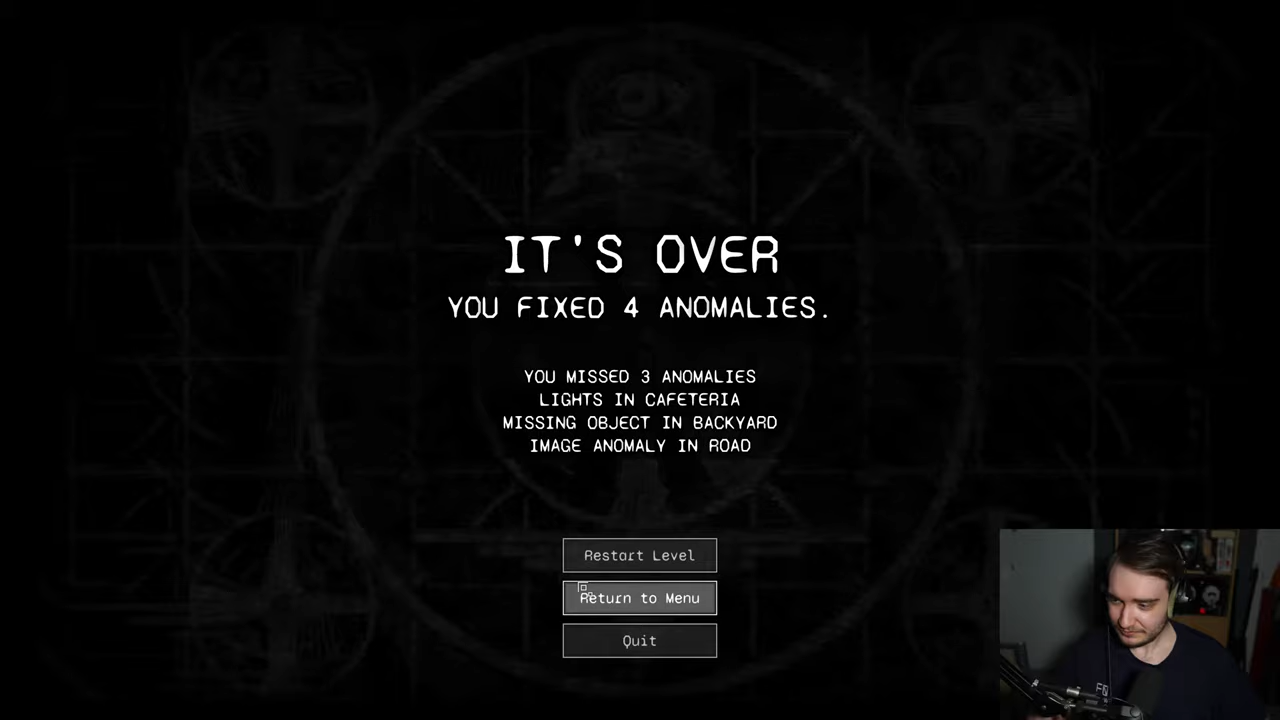 IT'S OVER
YOU FIXED 4 ANOMALIES.
YOU MISSED 3 ANOMALIES
LIGHTS IN CAFETERIA
MISSING OBJECT IN BACKYARD
IMAGE ANOMALY IN ROAD
Restart Level
Return to Menu
Quit